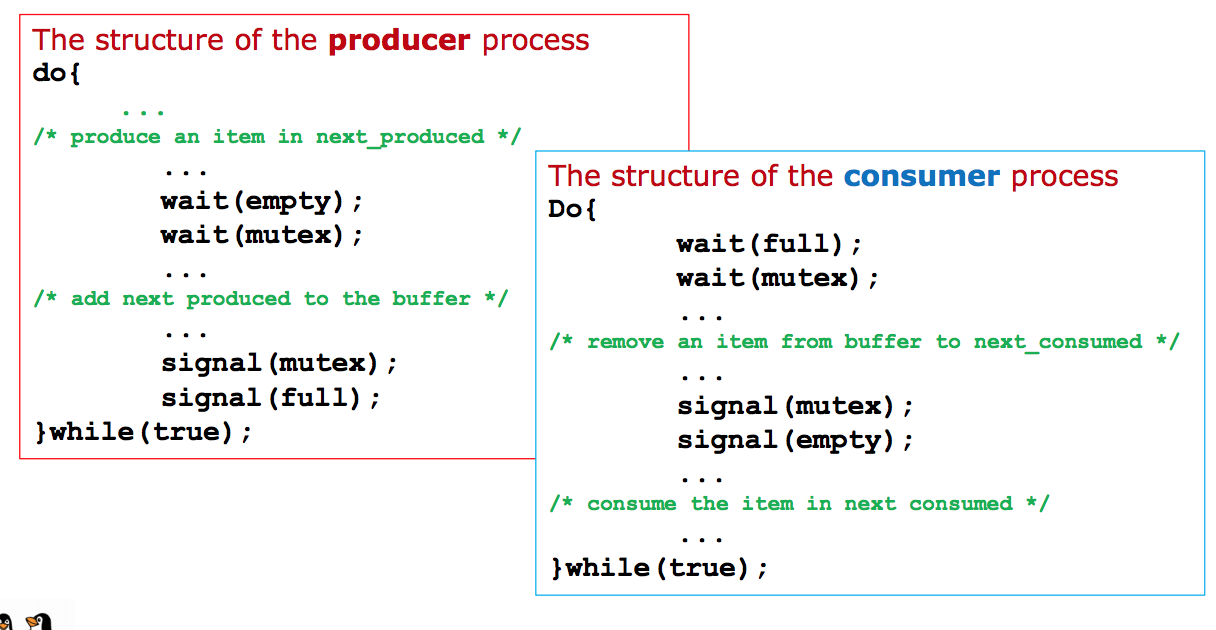 The structure of the producer process
do{
...
/* produce an item in next_produced */
...
wait(empty);
wait(mutex);
...
/* add next produced to the buffer */
...
signal(mutex);
signal(full);
}while(true);
The structure of the consumer process
Do{
wait(full);
wait(mutex);
...
/* remove an item from buffer to next_consumed */
...
signal(mutex);
signal(empty);
...
/* consume the item in next consumed */
...
}while(true);